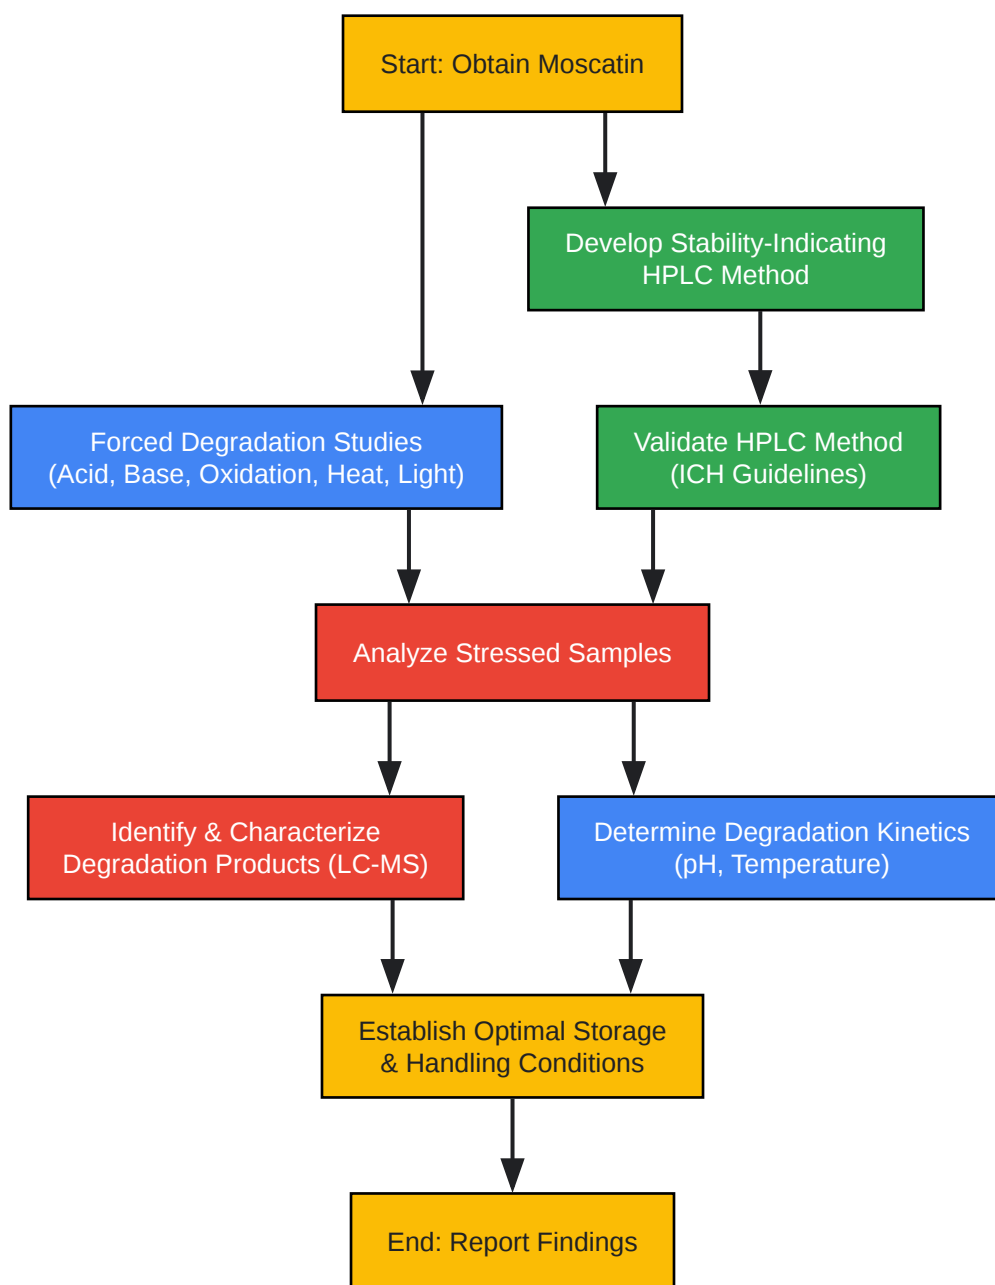 Start: Obtain Moscatin
Develop Stability-Indicating
HPLC Method
Forced Degradation Studies
(Acid, Base, Oxidation, Heat, Light)
Validate HPLC Method
(ICH Guidelines)
Analyze Stressed Samples
Identify & Characterize
Degradation Products (LC-MS)
Determine Degradation Kinetics
(pH, Temperature)
Establish Optimal Storage
& Handling Conditions
End: Report Findings